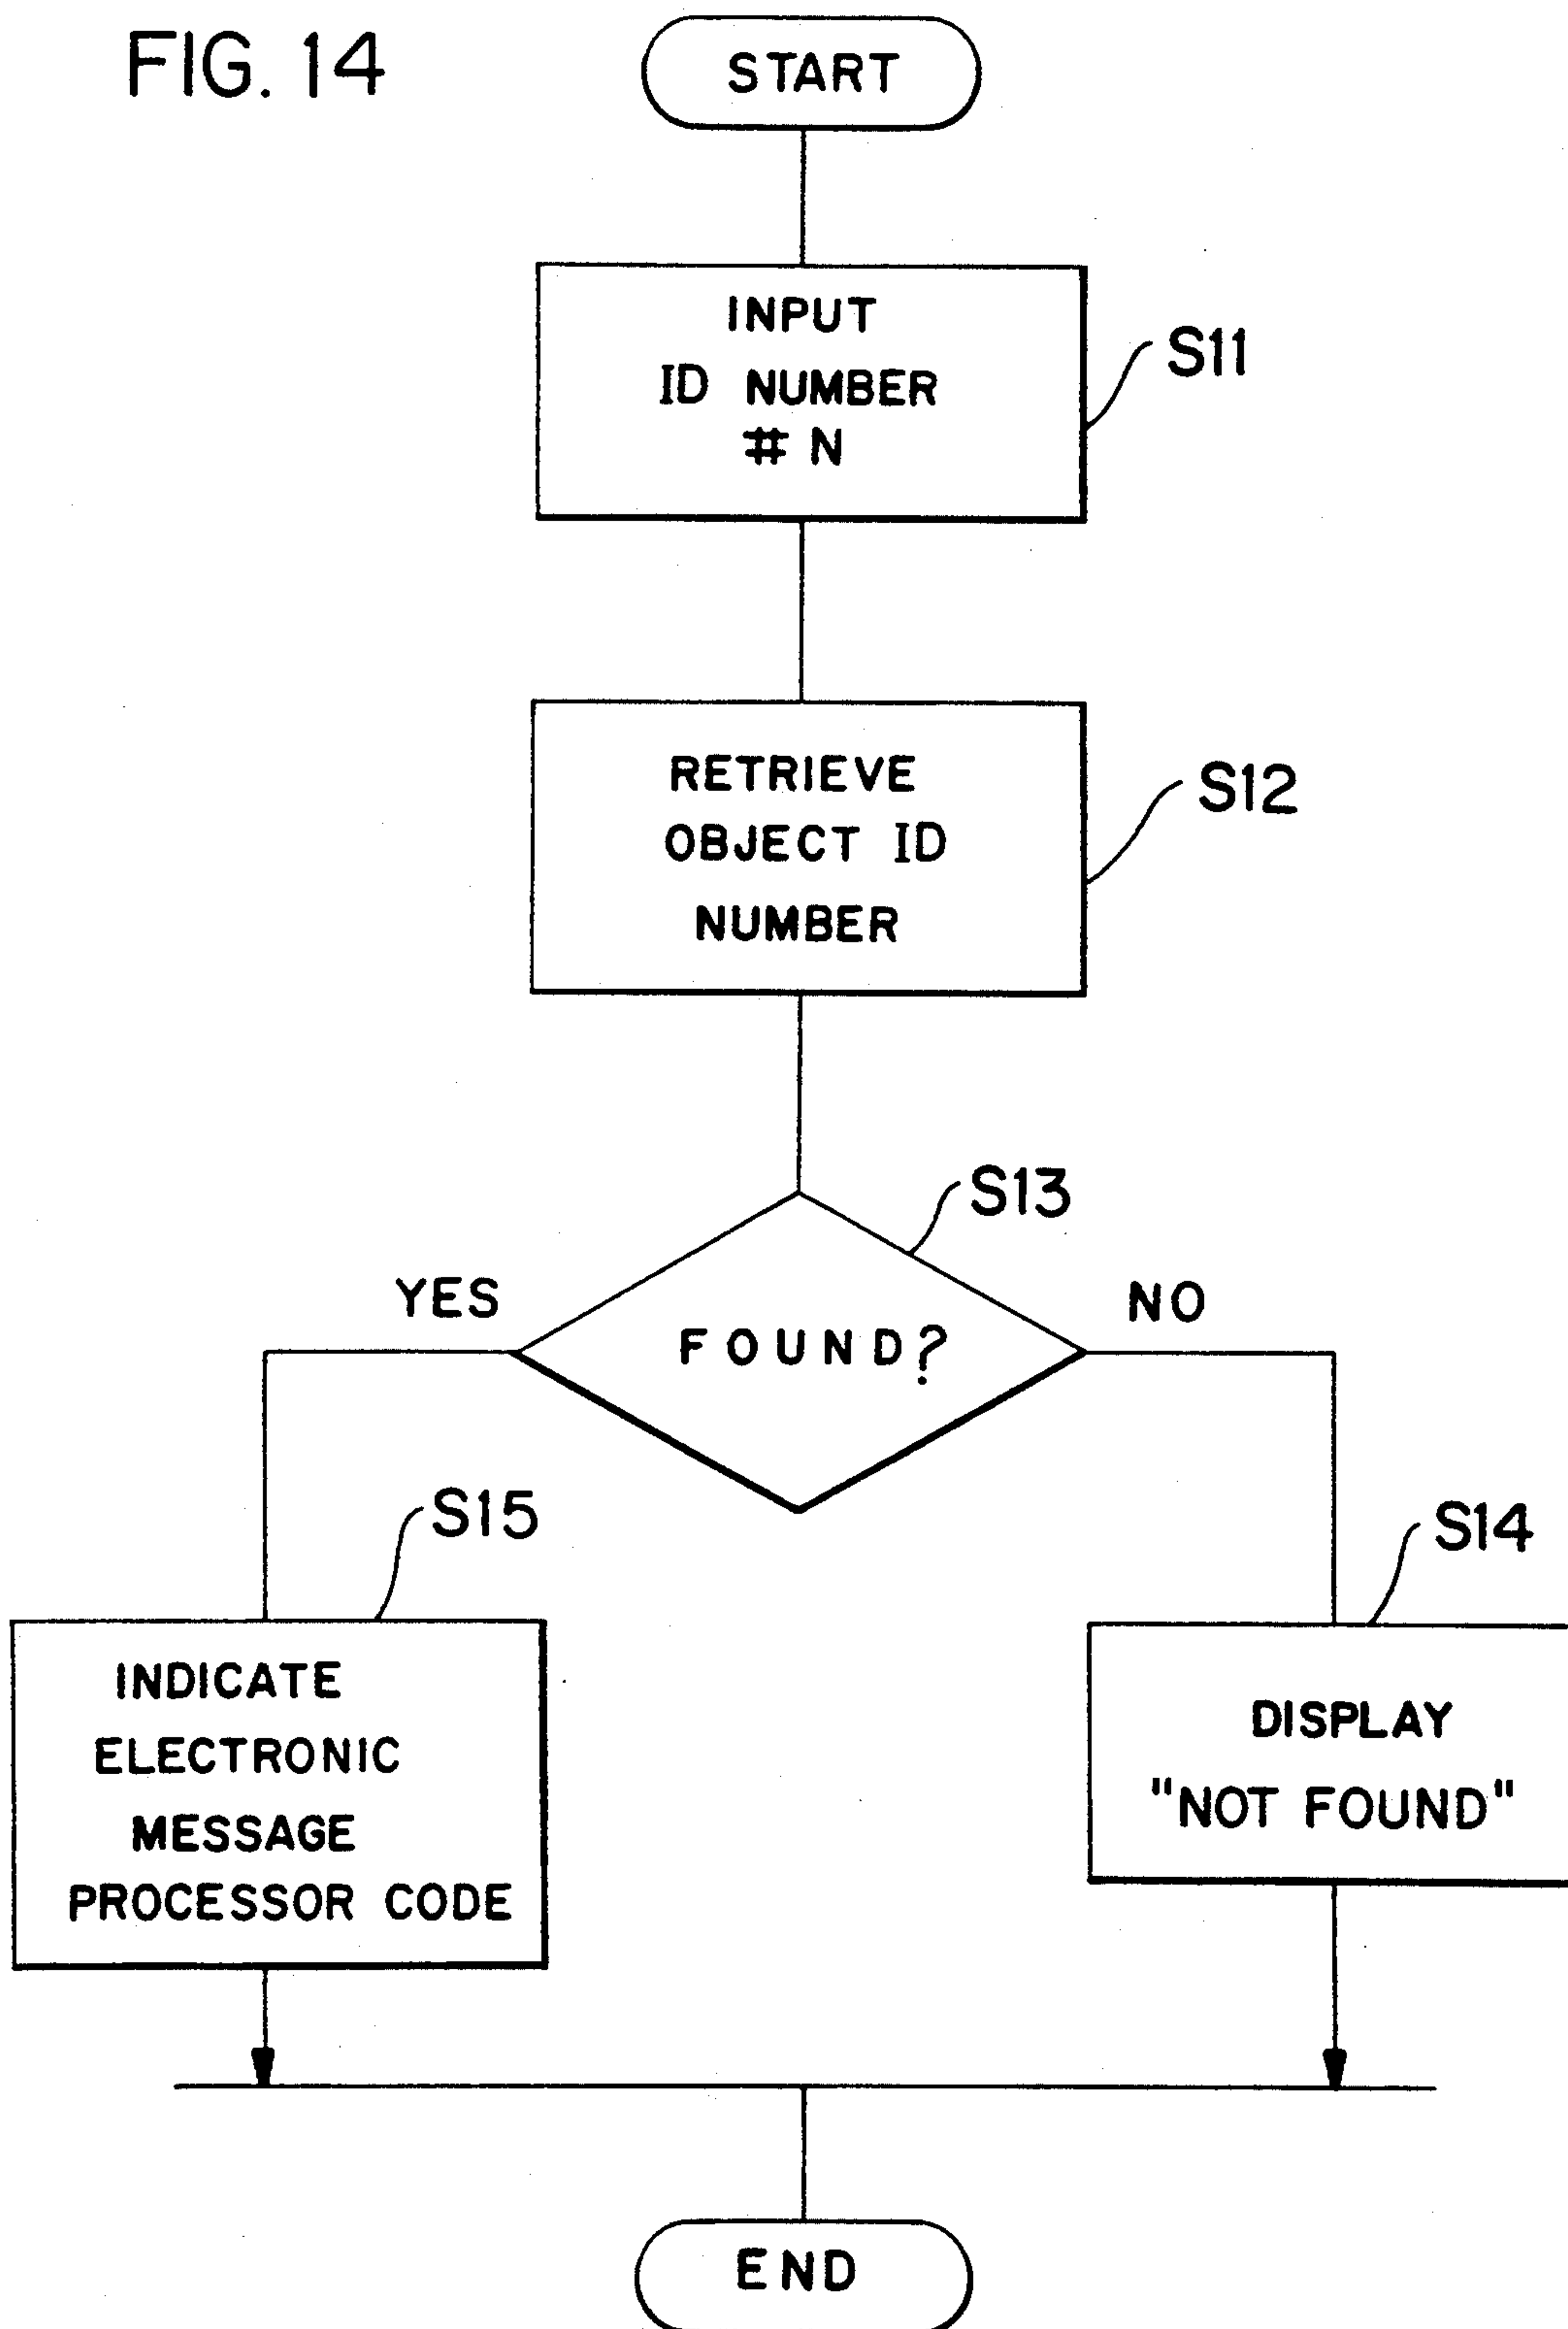 FIG. 14
START
INPUT
ID NUMBER
# N
S11
RETRIEVE
OBJECT ID
NUMBER
S12
S13
YES
FOUND?
NO
S15
S14
INDICATE
ELECTRONIC
MESSAGE
PROCESSOR CODE
DISPLAY
"NOT FOUND"
END